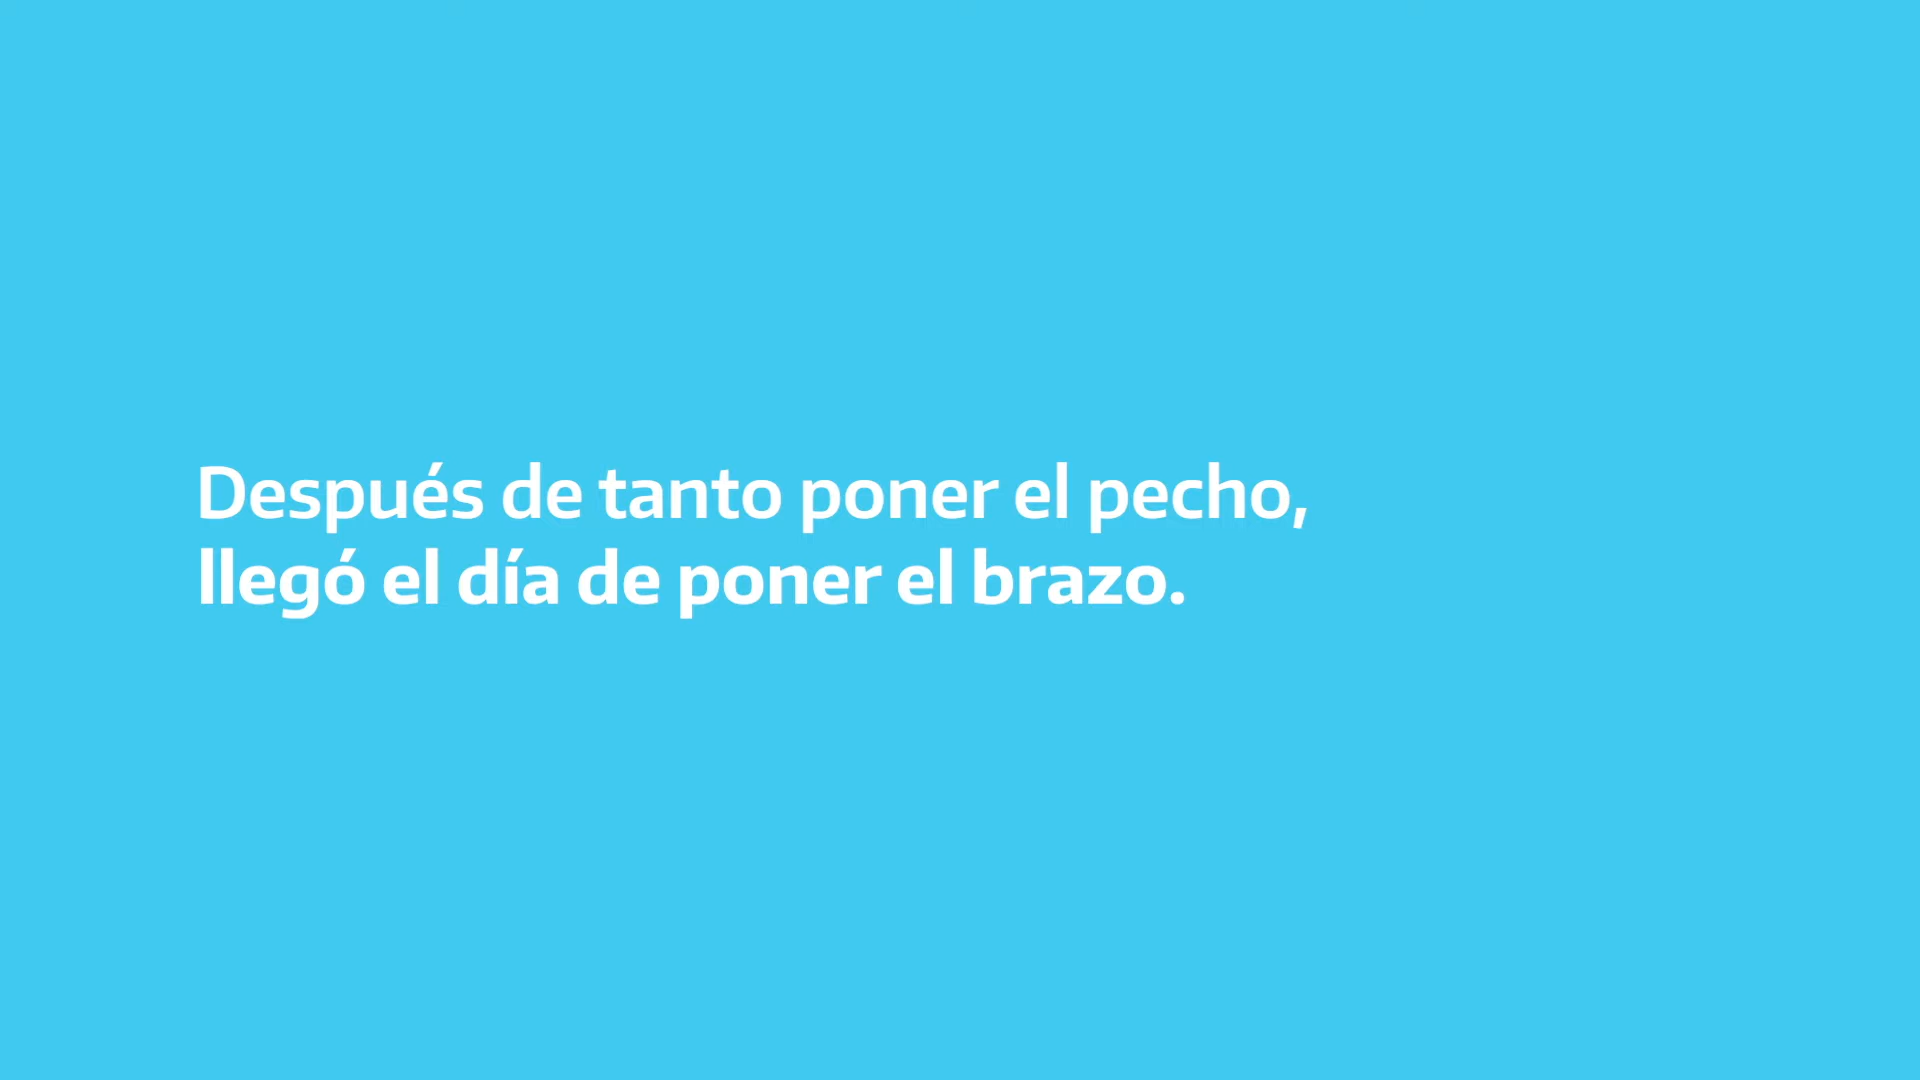 Después de tanto poner el pecho,
llegó el día de poner el brazo.